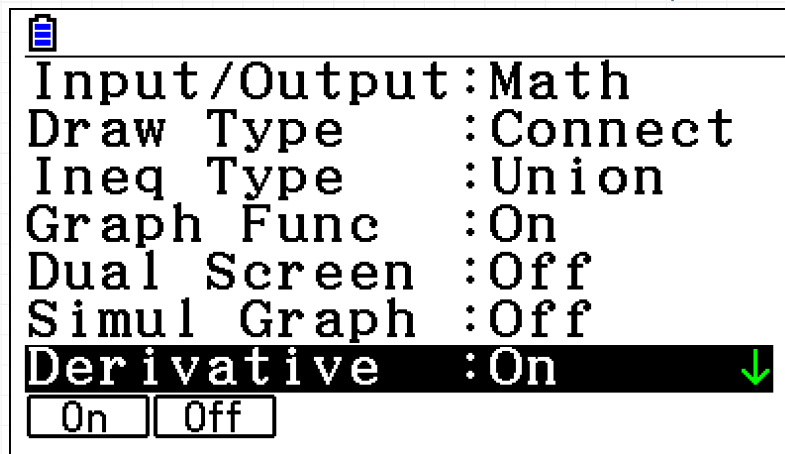 Input/Output:Math
Draw Type :Connect
Ineq Type :Union
Graph Func :On
Dual Screen :Off
Simul Graph :Off
Derivative :On ↓
On Off